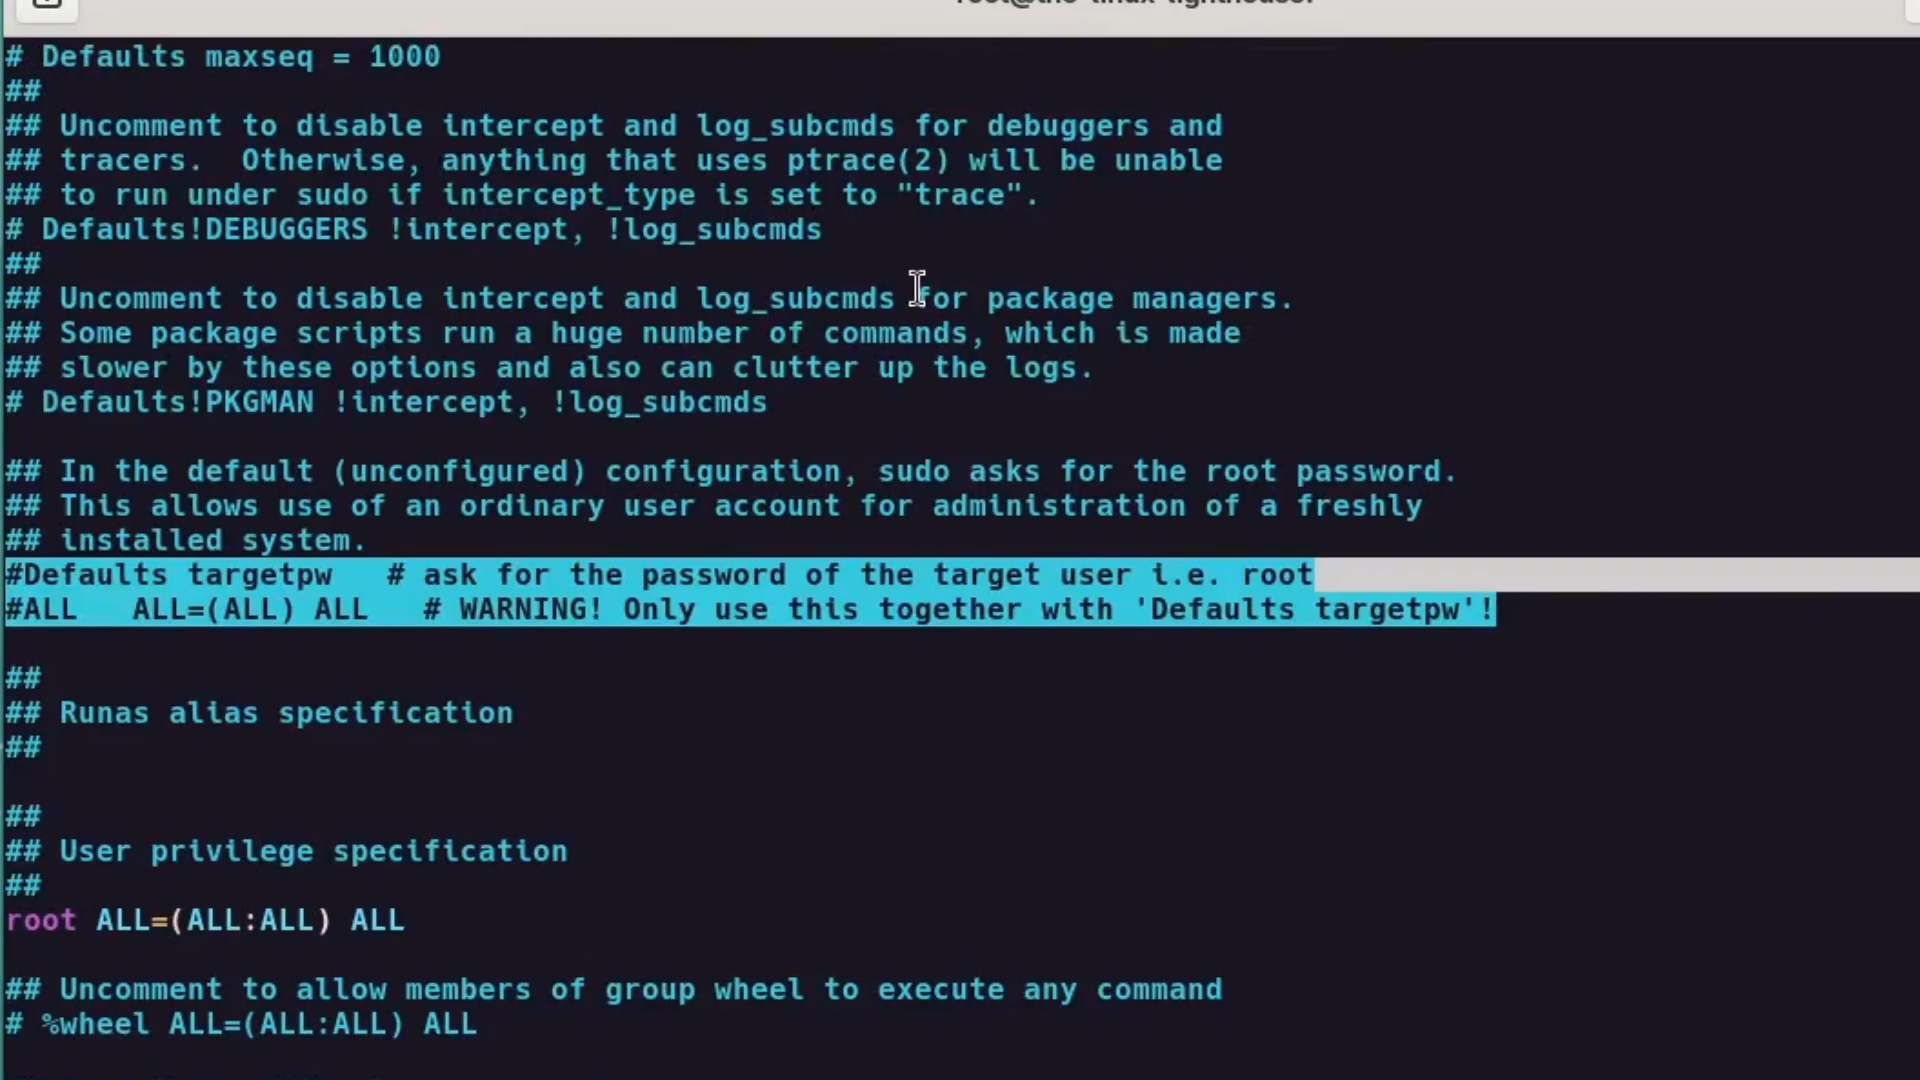 # Defaults maxseq = 1000
##
## Uncomment to disable intercept and log_subcmds for debuggers and
## tracers.  Otherwise, anything that uses ptrace(2) will be unable
## to run under sudo if intercept_type is set to "trace".
# Defaults!DEBUGGERS !intercept, !log_subcmds
##
## Uncomment to disable intercept and log_subcmds for package managers.
## Some package scripts run a huge number of commands, which is made
## slower by these options and also can clutter up the logs.
# Defaults!PKGMAN !intercept, !log_subcmds
## In the default (unconfigured) configuration, sudo asks for the root password.
## This allows use of an ordinary user account for administration of a freshly
## installed system.
#Defaults targetpw   # ask for the password of the target user i.e. root
#ALL   ALL=(ALL) ALL   # WARNING! Only use this together with 'Defaults targetpw'!
##
## Runas alias specification
##
##
## User privilege specification
##
root ALL=(ALL:ALL) ALL
## Uncomment to allow members of group wheel to execute any command
# %wheel ALL=(ALL:ALL) ALL